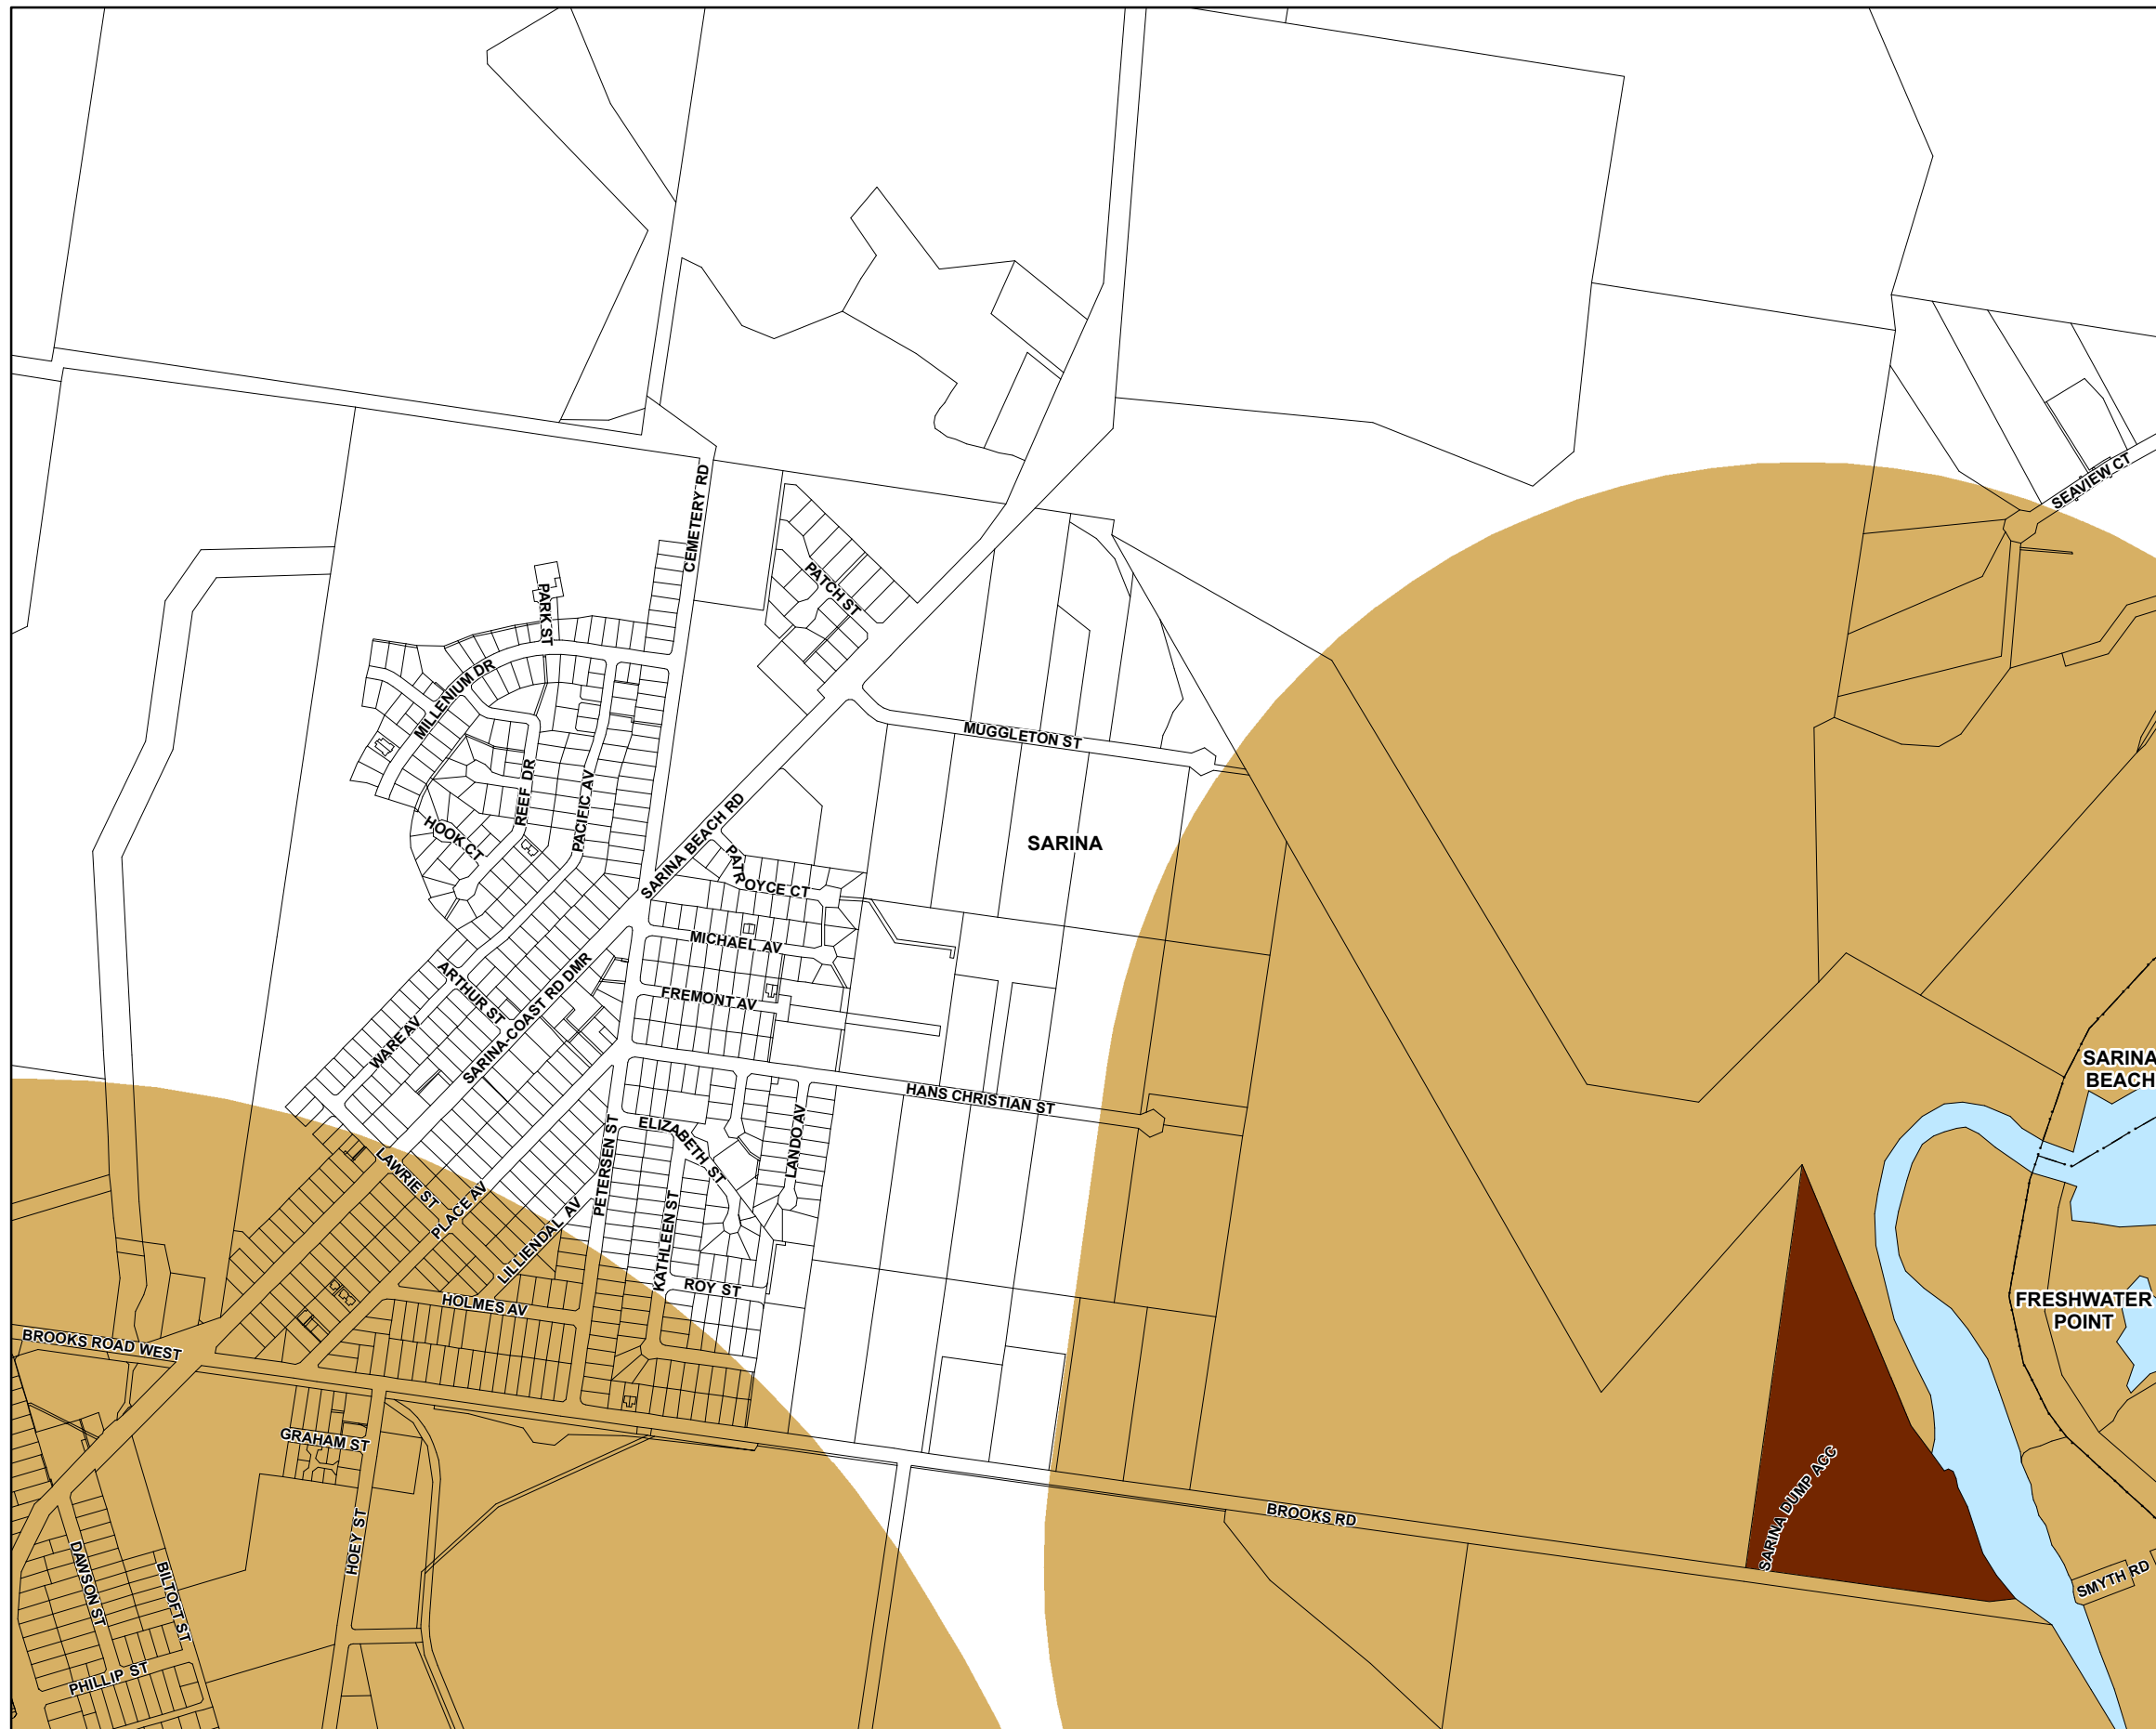 SEAVIEW CT
CEMETERY RD
PATCH ST
PARK ST
MILLENIUM DR
MUGGLETON ST
REEF DR
PACIFIC AV
HOOK CT
SARINA BEACH RD
SARINA
PATR
OYCE CT
MICHAEL AV
ARTHUR ST
SARINA-COAST RD DMR
FREMONT AV
WARE AV
SARINA
BEACH
HANS CHRISTIAN ST
PETERSEN ST
ELIZABETH ST
LANDO AV
LAWRIE ST
PLACE AV
LILLIENDAL AV
KATHLEEN ST
ROY ST
HOLMES AV
FRESHWATER
POINT
BROOKS ROAD WEST
GRAHAM ST
HOEY ST
BROOKS RD
SARINA DUMP ACC
DAWSON ST
BILTOFT ST
SMYTH RD
PHILLIP ST